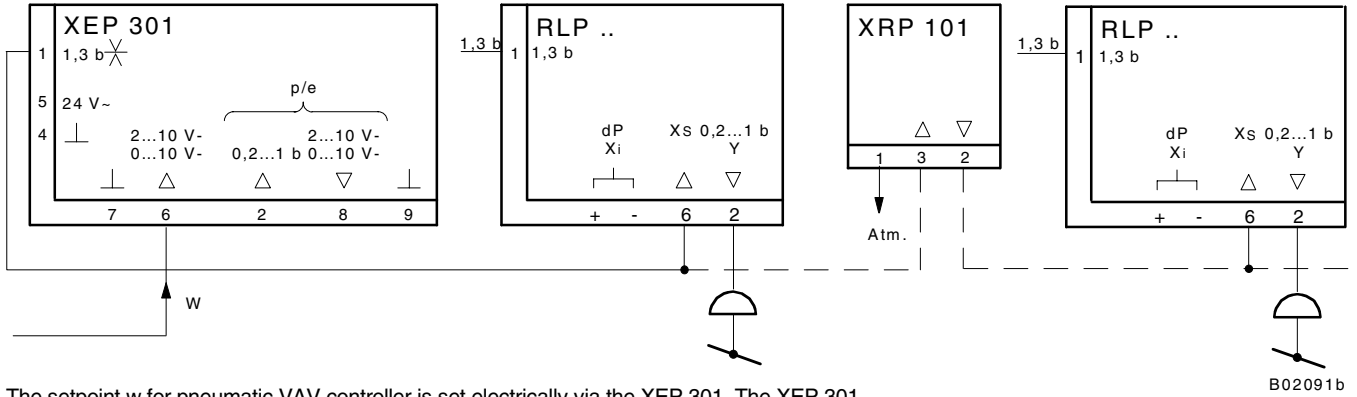 XEP 301
1 1,3 b
5 24 V~
4
p/e
2...10 V- 2...10 V-
0...10 V- 0,2...1 b 0...10 V-
7 6 2 8 9
W
RLP ..
1,3 b 1 1,3 b
dP Xs 0,2...1 b
Xi Y
+ - 6 2
XRP 101
1 3 2
Atm.
RLP ..
1,3 b 1 1,3 b
dP Xs 0,2...1 b
Xi Y
+ - 6 2
B02091b
The setpoint w for pneumatic VAV controller is set electrically via the XEP 301. The XEP 301